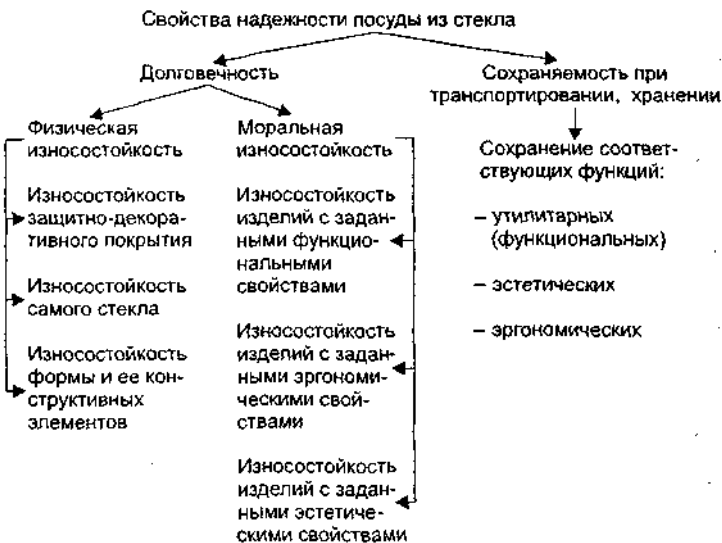 Свойства надежности посуды из стекла
Долговечность
Физическая
износостойкость
Износостойкость
защитно-декора-
тивного покрытия
Износостойкость
самого стекла
Износостойкость
формы и ее кон-
структивных
элементов
Моральная
износостойкость
Износостойкость
изделий с задан-
ными функцио-
нальными
свойствами
Износостойкость
изделий с задан-
ными эргономи-
ческими свой-
ствами
Износостойкость
изделий с задан-
ными эстетиче-
скими свойствами
Сохраняемость при
транспортировании, хранении
Сохранение соответ-
ствующих функций:
– утилитарных
(функциональных)
– эстетических
– эргономических